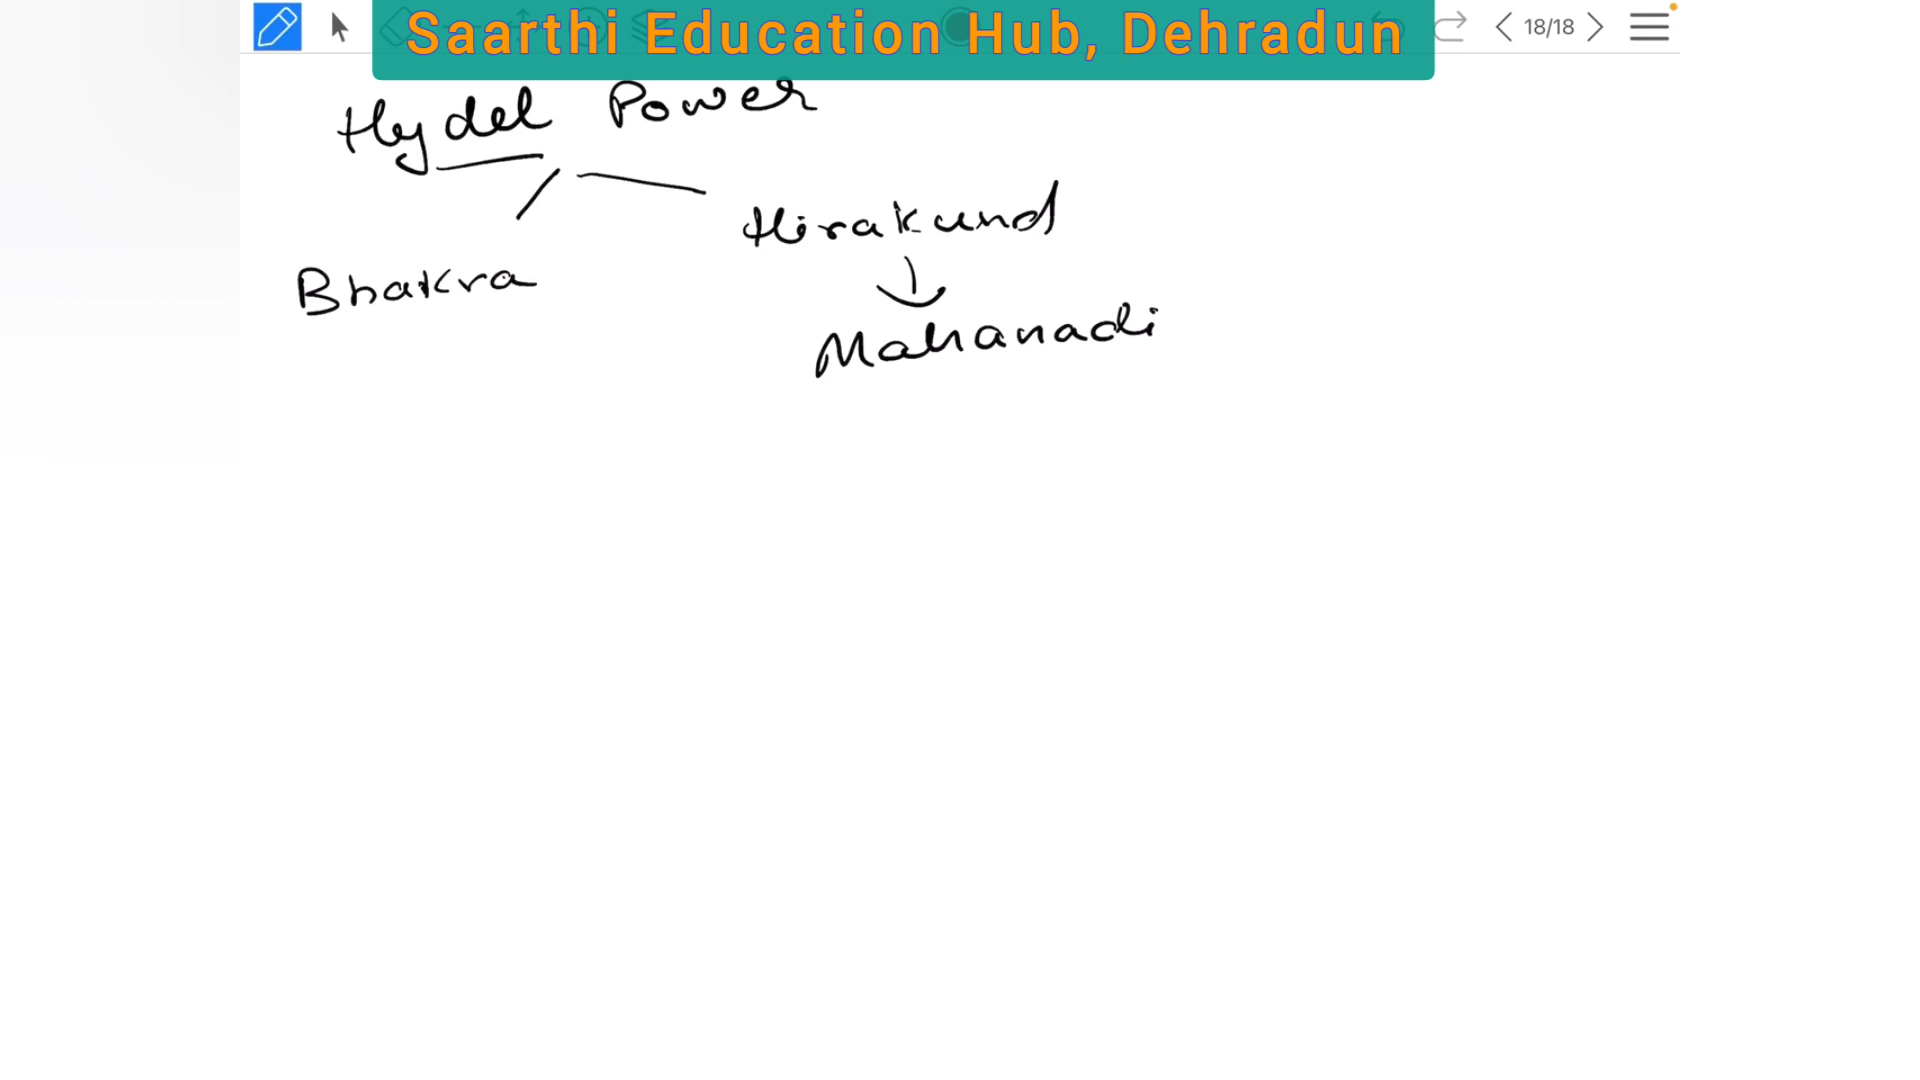 Saarthi Education Hub, Dehradun
18/18
Hydel Power
Hirakund
Bhakra
Mahanadi